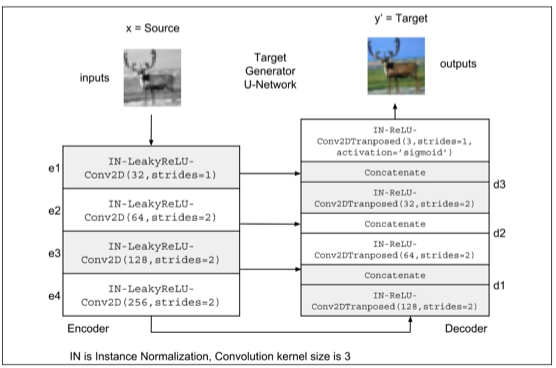 x = Source
y' = Target
inputs
Target
Generator
U-Network
outputs
e1
IN-LeakyReLU-
Conv2D(32,strides=1)
e2
IN-LeakyReLU-
Conv2D(64,strides=2)
e3
IN-LeakyReLU-
Conv2D(128,strides=2)
e4
IN-LeakyReLU-
Conv2D(256,strides=2)
Encoder
IN-ReLU-
Conv2DTranposed(3,strides=1,
activation='sigmoid')
Concatenate
d3
IN-ReLU-
Conv2DTranposed(32,strides=2)
Concatenate
d2
IN-ReLU-
Conv2DTranposed(64,strides=2)
Concatenate
d1
IN-ReLU-
Conv2DTranposed(128,strides=2)
Decoder
IN is Instance Normalization, Convolution kernel size is 3